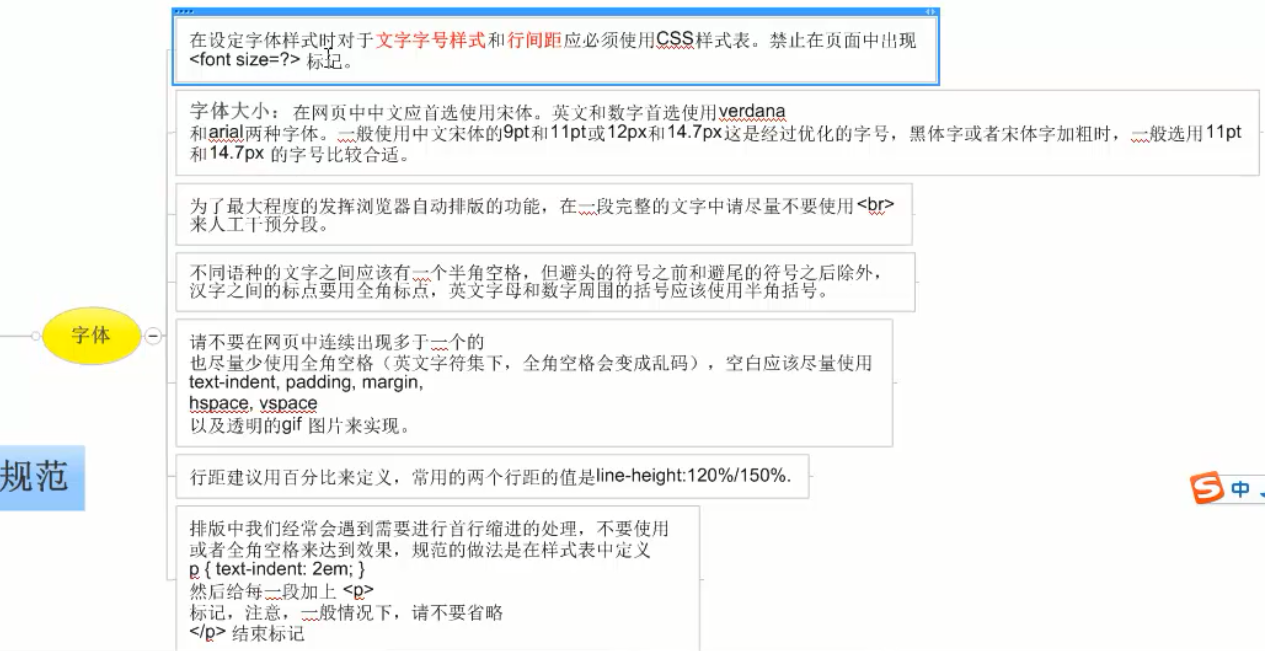 在设定字体样式时对于文字字号样式和行间距应必须使用CSS样式表。禁止在页面中出现
<font size=?> 标记。
字体大小：在网页中中文应首选使用宋体。英文和数字首选使用verdana
和arial两种字体。一般使用中文宋体的9pt和11pt或12px和14.7px这是经过优化的字号，黑体字或者宋体字加粗时，一般选用11pt
和14.7px 的字号比较合适。
为了最大程度的发挥浏览器自动排版的功能，在一段完整的文字中请尽量不要使用<br>
来人工干预分段。
不同语种的文字之间应该有一个半角空格，但避头的符号之前和避尾的符号之后除外，
汉字之间的标点要用全角标点，英文字母和数字周围的括号应该使用半角括号。
字体
请不要在网页中连续出现多于一个的
也尽量少使用全角空格（英文字符集下，全角空格会变成乱码），空白应该尽量使用
text-indent, padding, margin,
hspace, vspace
以及透明的gif 图片来实现。
规范
行距建议用百分比来定义，常用的两个行距的值是line-height:120%/150%.
排版中我们经常会遇到需要进行首行缩进的处理，不要使用
或者全角空格来达到效果，规范的做法是在样式表中定义
p { text-indent: 2em; }
然后给每一段加上 <p>
标记，注意，一般情况下，请不要省略
</p> 结束标记
S 中